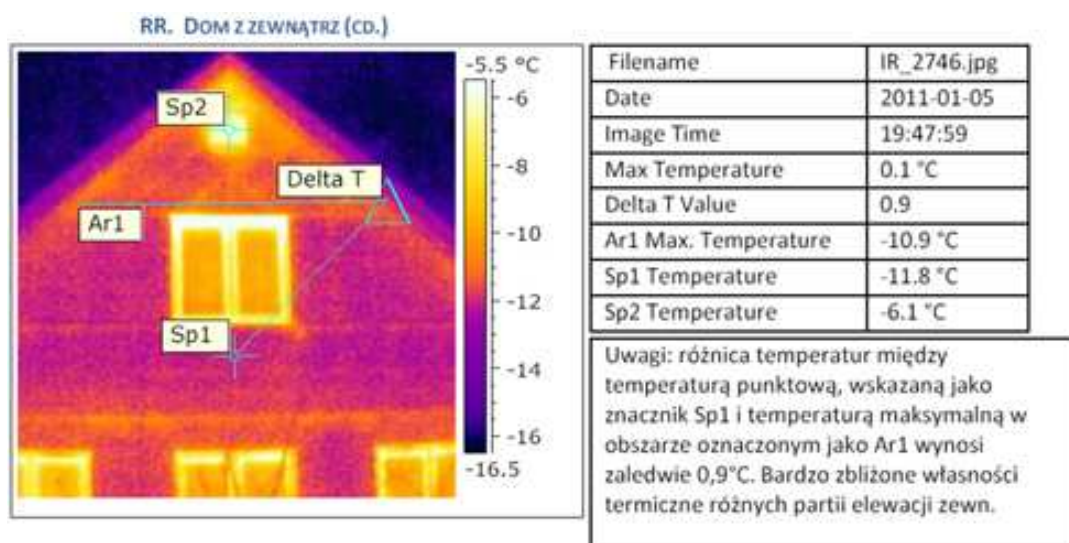 RR. DOM Z ZEWNĄTRZ (CD.)
Sp2
Delta T
Ar1
Sp1
-5.5 °C
-6
-8
-10
-12
-14
-16
-16.5
Filename IR_2746.jpg
Date 2011-01-05
Image Time 19:47:59
Max Temperature 0.1 °C
Delta T Value 0.9
Ar1 Max. Temperature -10.9 °C
Sp1 Temperature -11.8 °C
Sp2 Temperature -6.1 °C
Uwagi: różnica temperatur między
temperaturą punktową, wskazaną jako
znacznik Sp1 i temperaturą maksymalną w
obszarze oznaczonym jako Ar1 wynosi
zaledwie 0,9°C. Bardzo zbliżone własności
termiczne różnych partii elewacji zewn.